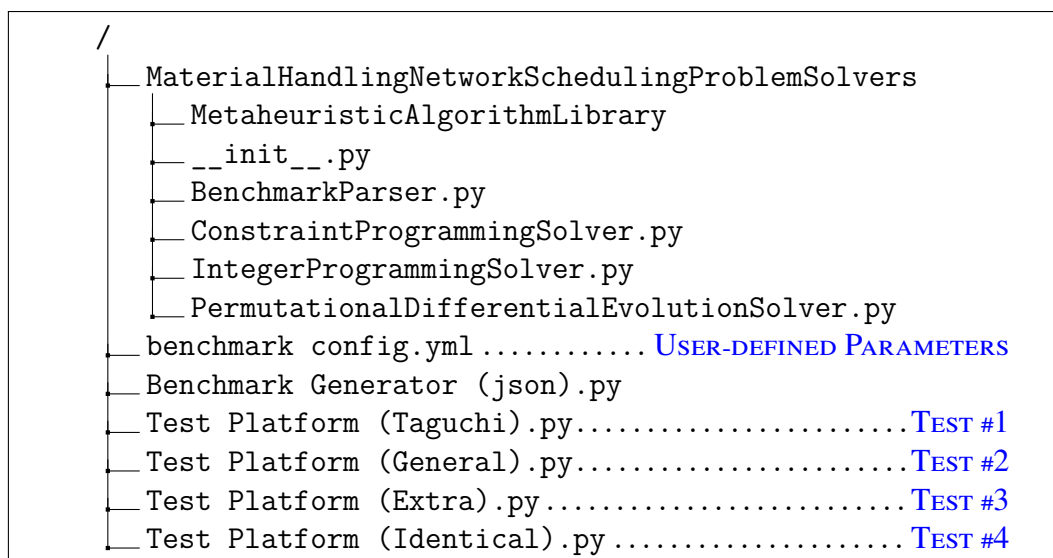 /
MaterialHandlingNetworkSchedulingProblemSolvers
MetaheuristicAlgorithmLibrary
__init__.py
BenchmarkParser.py
ConstraintProgrammingSolver.py
IntegerProgrammingSolver.py
PermutationalDifferentialEvolutionSolver.py
benchmark config.yml ............ USER-DEFINED PARAMETERS
Benchmark Generator (json).py
Test Platform (Taguchi).py........................TEST #1
Test Platform (General).py........................TEST #2
Test Platform (Extra).py..........................TEST #3
Test Platform (Identical).py .....................TEST #4